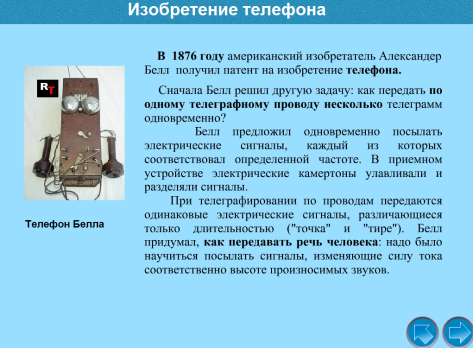 Изобретение телефона
В 1876 году американский изобретатель Александер
Белл получил патент на изобретение телефона.
Сначала Белл решил другую задачу: как передать по
одному телеграфному проводу несколько телеграмм
одновременно?
Белл предложил одновременно посылать
электрические сигналы, каждый из которых
соответствовал определенной частоте. В приемном
устройстве электрические камертоны улавливали и
разделяли сигналы.
При телеграфировании по проводам передаются
одинаковые электрические сигналы, различающиеся
только длительностью ("точка" и "тире"). Белл
придумал, как передавать речь человека: надо было
научиться посылать сигналы, изменяющие силу тока
соответственно высоте произносимых звуков.
RT
Телефон Белла